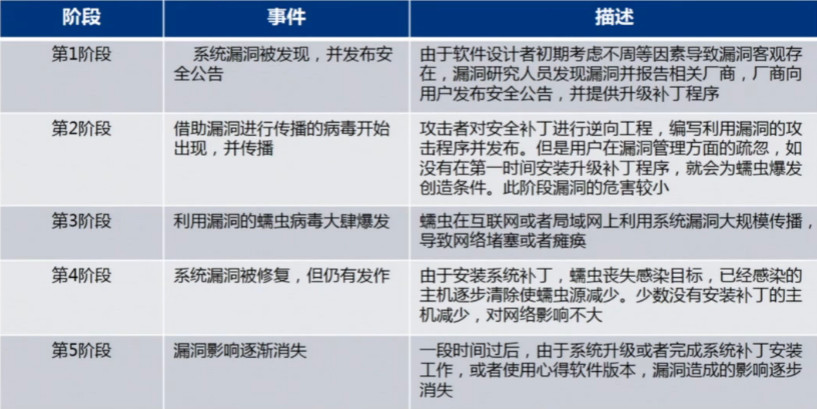 阶段 事件 描述
第1阶段
系统漏洞被发现，并发布安
全公告
由于软件设计者初期考虑不周等因素导致漏洞客观存
在，漏洞研究人员发现漏洞并报告相关厂商，厂商向
用户发布安全公告，并提供升级补丁程序
第2阶段
借助漏洞进行传播的病毒开始
出现，并传播
攻击者对安全补丁进行逆向工程，编写利用漏洞的攻
击程序并发布。但是用户在漏洞管理方面的疏忽，如
没有在第一时间安装升级补丁程序，就会为蠕虫爆发
创造条件。此阶段漏洞的危害较小
第3阶段
利用漏洞的蠕虫病毒大肆爆发
蠕虫在互联网或者局域网上利用系统漏洞大规模传播，
导致网络堵塞或者瘫痪
第4阶段
系统漏洞被修复，但仍有发作
由于安装系统补丁，蠕虫丧失感染目标，已经感染的
主机逐步清除使蠕虫源减少。少数没有安装补丁的主
机减少，对网络影响不大
第5阶段
漏洞影响逐渐消失
一段时间过后，由于系统升级或者完成系统补丁安装
工作，或者使用心得软件版本，漏洞造成的影响逐步
消失